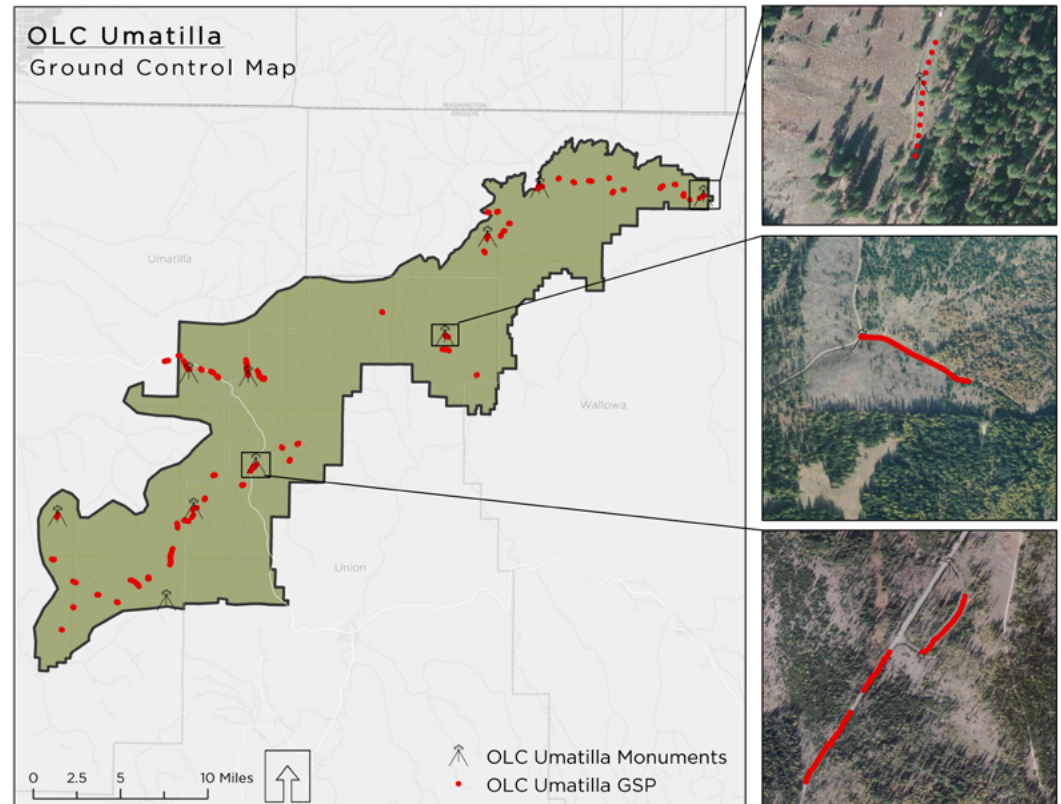 OLC Umatilla
Ground Control Map
WASHINGTON
OREGON
Umatilla
Wallowa
Union
OLC Umatilla Monuments
OLC Umatilla GSP
0 2.5 5 10 Miles